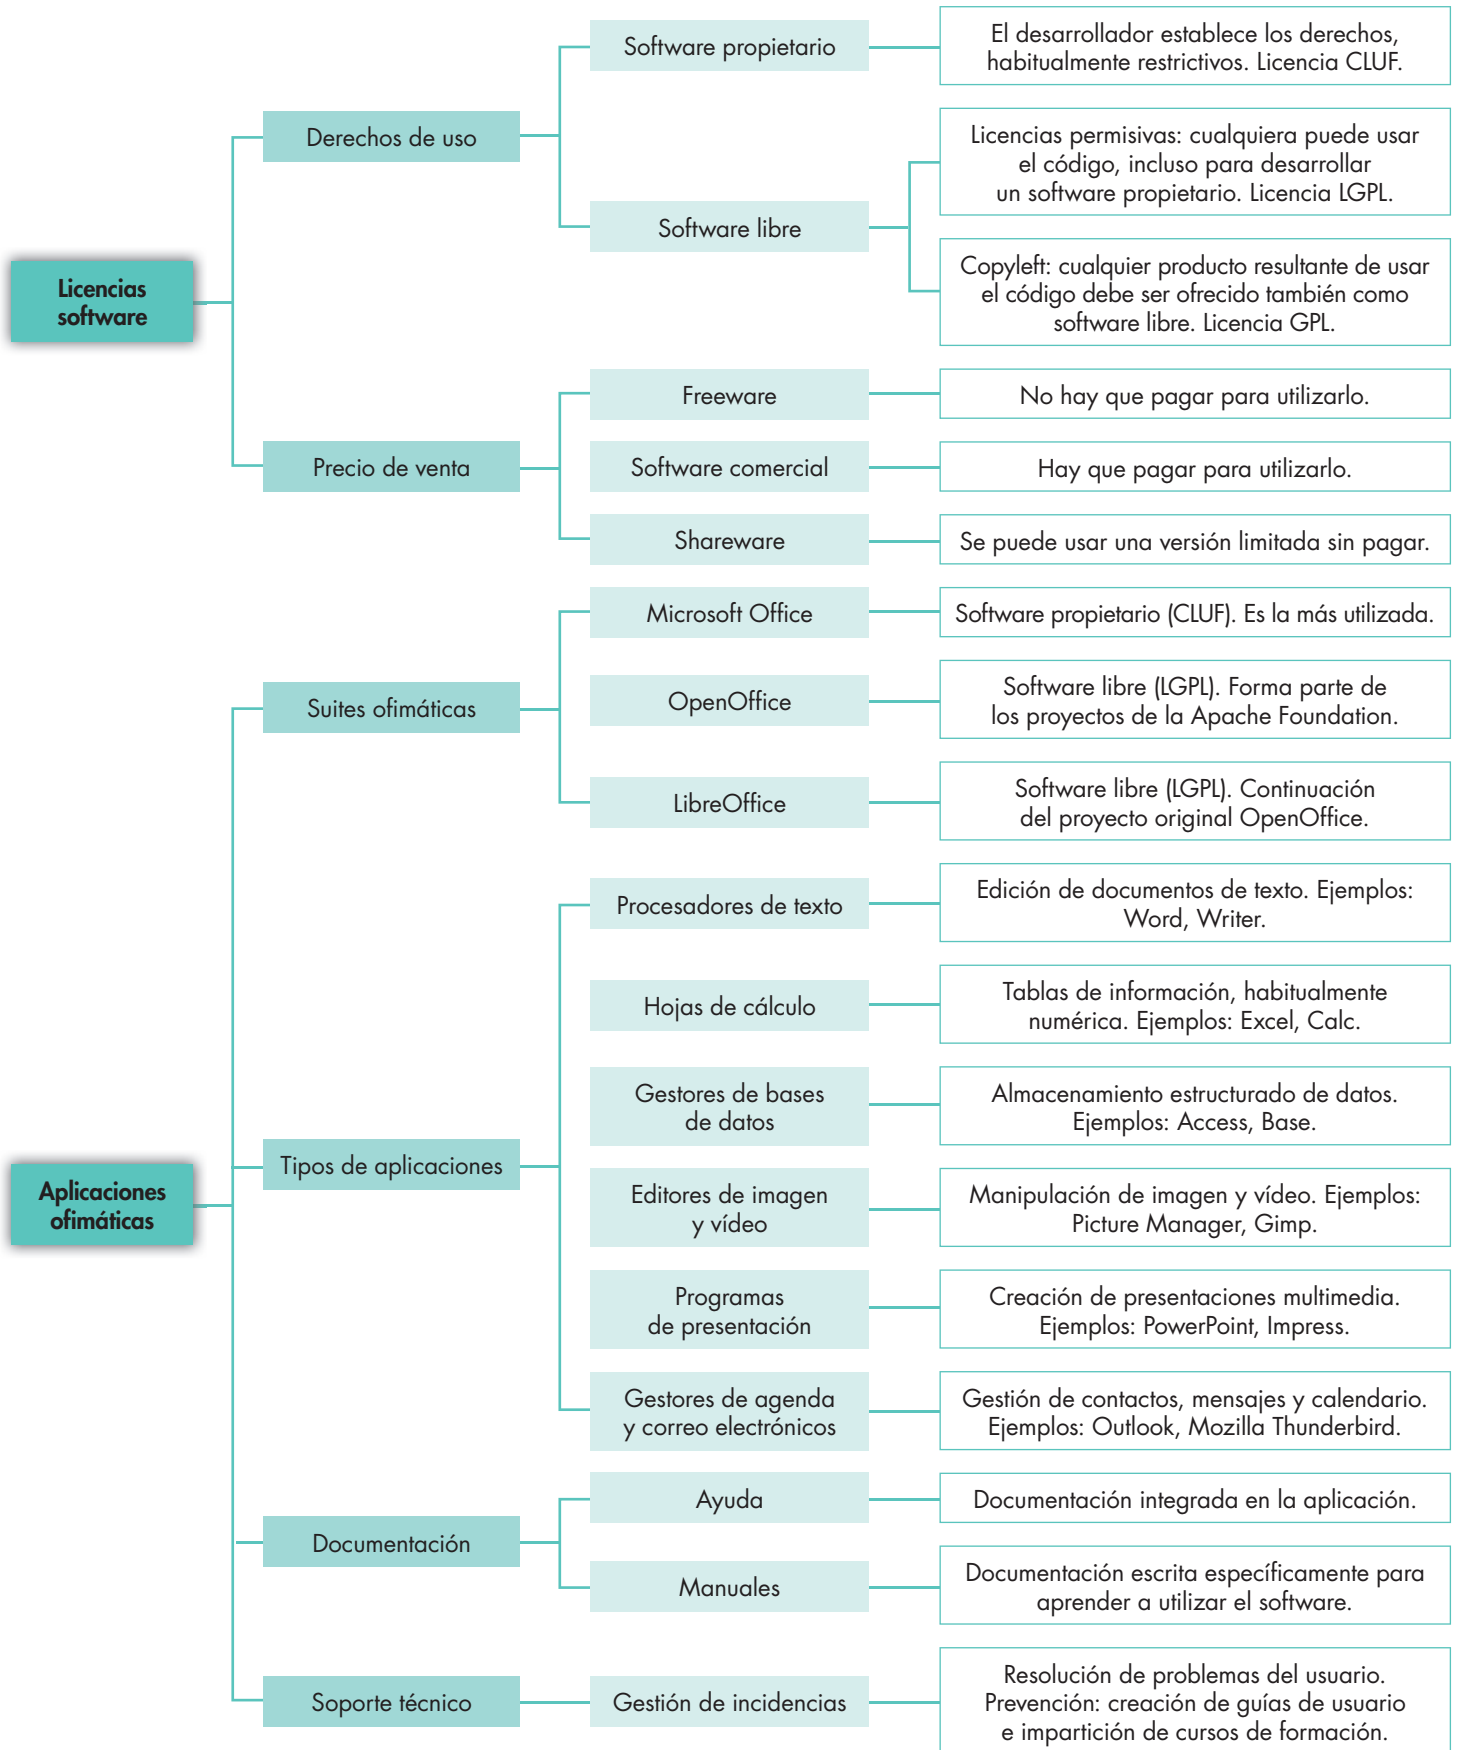 Licencias
software
Derechos de uso
Software propietario
El desarrollador establece los derechos,
habitualmente restrictivos. Licencia CLUF.
Software libre
Licencias permisivas: cualquiera puede usar
el código, incluso para desarrollar
un software propietario. Licencia LGPL.
Copyleft: cualquier producto resultante de usar
el código debe ser ofrecido también como
software libre. Licencia GPL.
Precio de venta
Freeware
No hay que pagar para utilizarlo.
Software comercial
Hay que pagar para utilizarlo.
Shareware
Se puede usar una versión limitada sin pagar.
Aplicaciones
ofimáticas
Suites ofimáticas
Microsoft Office
Software propietario (CLUF). Es la más utilizada.
OpenOffice
Software libre (LGPL). Forma parte de
los proyectos de la Apache Foundation.
LibreOffice
Software libre (LGPL). Continuación
del proyecto original OpenOffice.
Tipos de aplicaciones
Procesadores de texto
Edición de documentos de texto. Ejemplos:
Word, Writer.
Hojas de cálculo
Tablas de información, habitualmente
numérica. Ejemplos: Excel, Calc.
Gestores de bases
de datos
Almacenamiento estructurado de datos.
Ejemplos: Access, Base.
Editores de imagen
y vídeo
Manipulación de imagen y vídeo. Ejemplos:
Picture Manager, Gimp.
Programas
de presentación
Creación de presentaciones multimedia.
Ejemplos: PowerPoint, Impress.
Gestores de agenda
y correo electrónicos
Gestión de contactos, mensajes y calendario.
Ejemplos: Outlook, Mozilla Thunderbird.
Documentación
Ayuda
Documentación integrada en la aplicación.
Manuales
Documentación escrita específicamente para
aprender a utilizar el software.
Soporte técnico
Gestión de incidencias
Resolución de problemas del usuario.
Prevención: creación de guías de usuario
e impartición de cursos de formación.